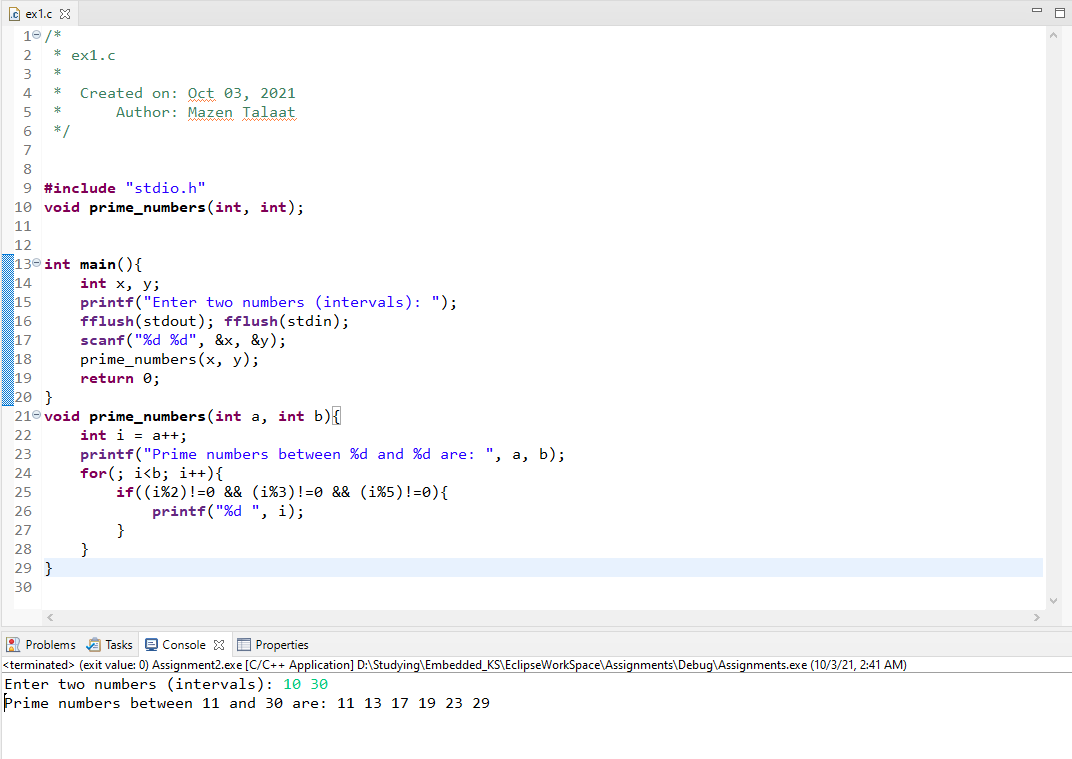 ex1.c
1 /*
2  * ex1.c
3  *
4  *  Created on: Oct 03, 2021
5  *      Author: Mazen Talaat
6  */
7
8
9 #include "stdio.h"
10 void prime_numbers(int, int);
11
12
13 int main(){
14     int x, y;
15     printf("Enter two numbers (intervals): ");
16     fflush(stdout); fflush(stdin);
17     scanf("%d %d", &x, &y);
18     prime_numbers(x, y);
19     return 0;
20 }
21 void prime_numbers(int a, int b){
22     int i = a++;
23     printf("Prime numbers between %d and %d are: ", a, b);
24     for(; i<b; i++){
25         if((i%2)!=0 && (i%3)!=0 && (i%5)!=0){
26             printf("%d ", i);
27         }
28     }
29 }
30
Problems Tasks Console Properties
<terminated> (exit value: 0) Assignment2.exe [C/C++ Application] D:\Studying\Embedded_KS\EclipseWorkSpace\Assignments\Debug\Assignments.exe (10/3/21, 2:41 AM)
Enter two numbers (intervals): 10 30
Prime numbers between 11 and 30 are: 11 13 17 19 23 29